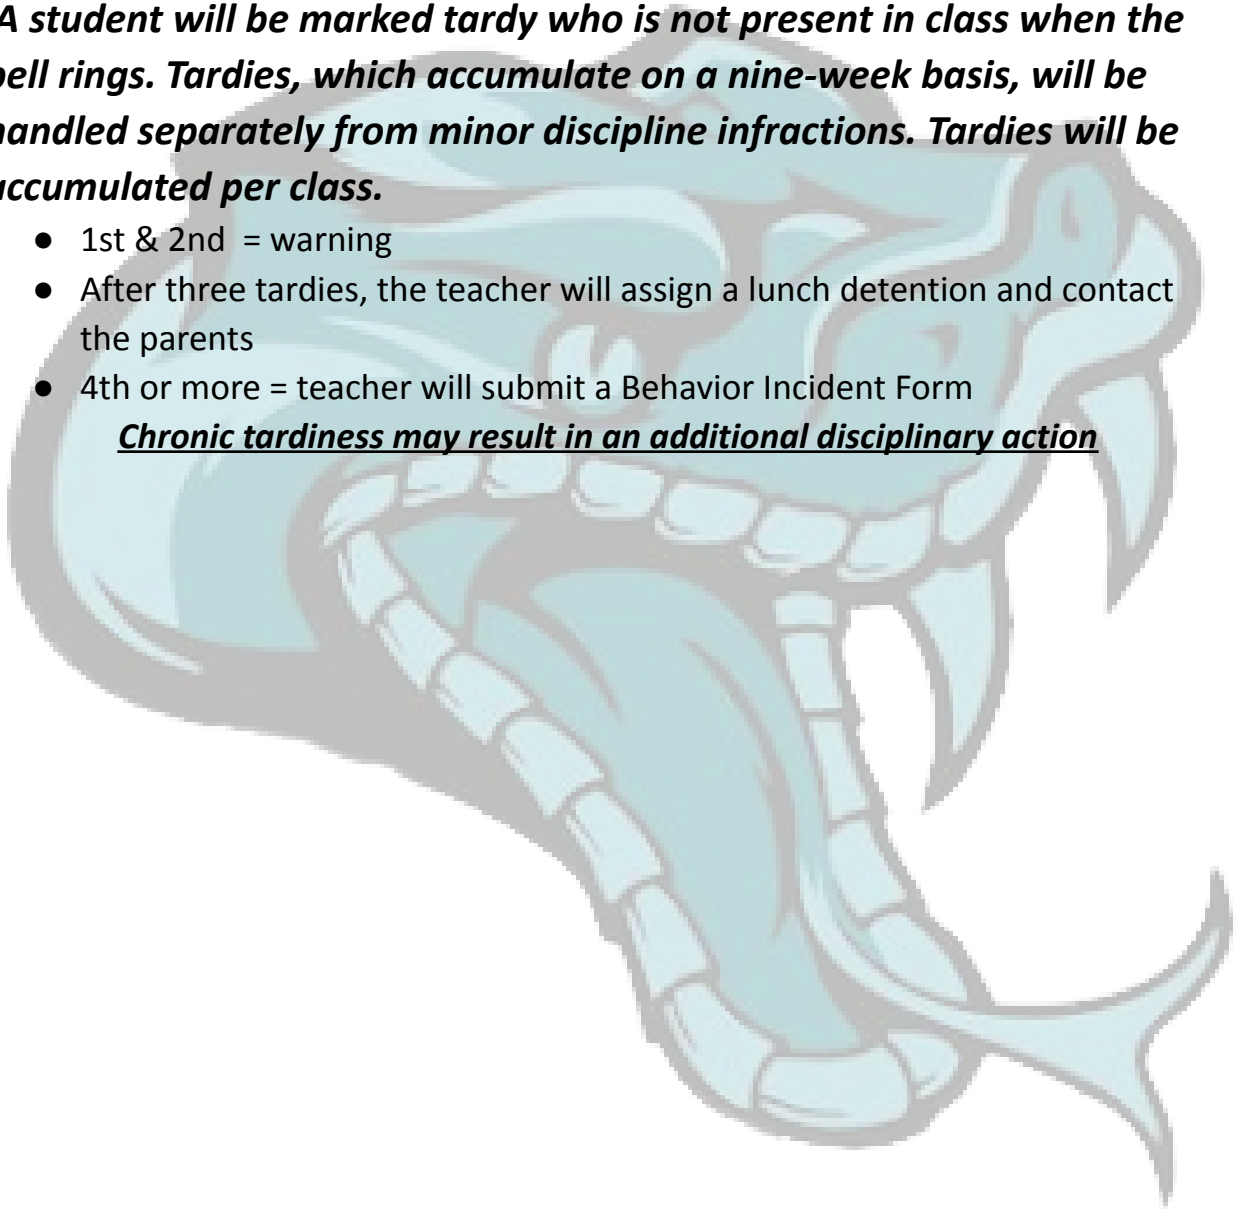 A student will be marked tardy who is not present in class when the
bell rings. Tardies, which accumulate on a nine-week basis, will be
handled separately from minor discipline infractions. Tardies will be
accumulated per class.
● 1st & 2nd = warning
● After three tardies, the teacher will assign a lunch detention and contact
the parents
● 4th or more = teacher will submit a Behavior Incident Form
Chronic tardiness may result in an additional disciplinary action